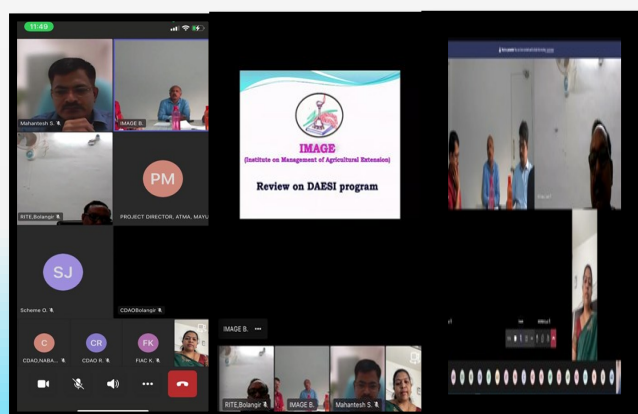 11:49
Mahantesh S.
IMAGE B.
RITE,Bolangir
PM
PROJECT DIRECTOR, ATMA, MAYU
SJ
Scheme O.
CDAOBolangir
C
CR
FK
CDAO,NABA...
CDAO R.
FIAC K.
IMAGE
(Institute on Management of Agricultural Extension)
Review on DAESI program
IMAGE B.
RITE,Bolangir
IMAGE B.
Mahantesh S.